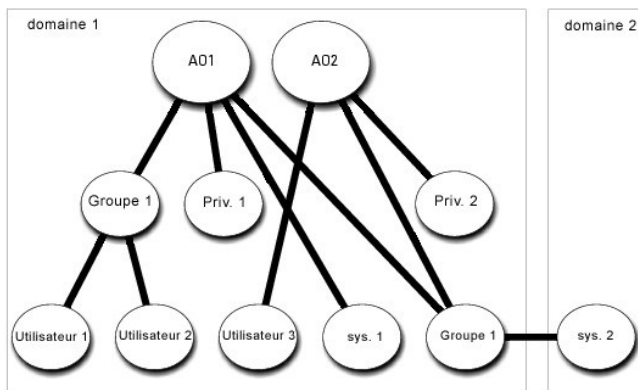 domaine 1
domaine 2
A01
A02
Groupe 1
Priv. 1
Priv. 2
Utilisateur 1
Utilisateur 2
Utilisateur 3
sys. 1
Groupe 1
sys. 2